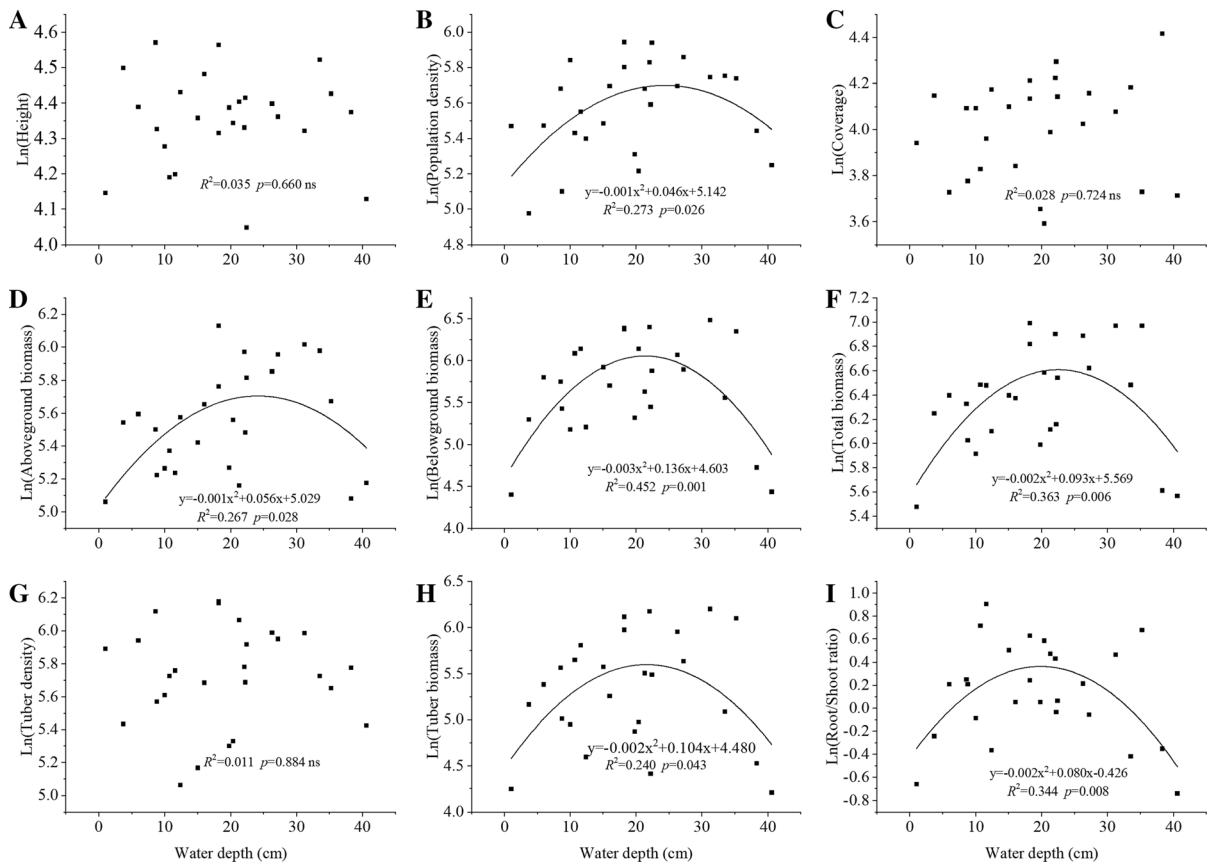 A
Ln(Height)
4.6
4.5
4.4
4.3
4.2
4.1
4.0
0 10 20 30 40
R²=0.035 p=0.660 ns
B
Ln(Population density)
6.0
5.8
5.6
5.4
5.2
5.0
4.8
0 10 20 30 40
y=-0.001x²+0.046x+5.142
R²=0.273 p=0.026
C
Ln(Coverage)
4.4
4.2
4.0
3.8
3.6
0 10 20 30 40
R²=0.028 p=0.724 ns
D
Ln(Aboveground biomass)
6.2
6.0
5.8
5.6
5.4
5.2
5.0
0 10 20 30 40
y=-0.001x²+0.056x+5.029
R²=0.267 p=0.028
E
Ln(Belowground biomass)
6.5
6.0
5.5
5.0
4.5
4.0
0 10 20 30 40
y=-0.003x²+0.136x+4.603
R²=0.452 p=0.001
F
Ln(Total biomass)
7.2
7.0
6.8
6.6
6.4
6.2
6.0
5.8
5.6
5.4
0 10 20 30 40
y=-0.002x²+0.093x+5.569
R²=0.363 p=0.006
G
Ln(Tuber density)
6.2
6.0
5.8
5.6
5.4
5.2
5.0
0 10 20 30 40
R²=0.011 p=0.884 ns
Water depth (cm)
H
Ln(Tuber biomass)
6.5
6.0
5.5
5.0
4.5
4.0
0 10 20 30 40
y=-0.002x²+0.104x+4.480
R²=0.240 p=0.043
Water depth (cm)
I
Ln(Root/Shoot ratio)
1.0
0.8
0.6
0.4
0.2
0.0
-0.2
-0.4
-0.6
-0.8
0 10 20 30 40
y=-0.002x²+0.080x-0.426
R²=0.344 p=0.008
Water depth (cm)